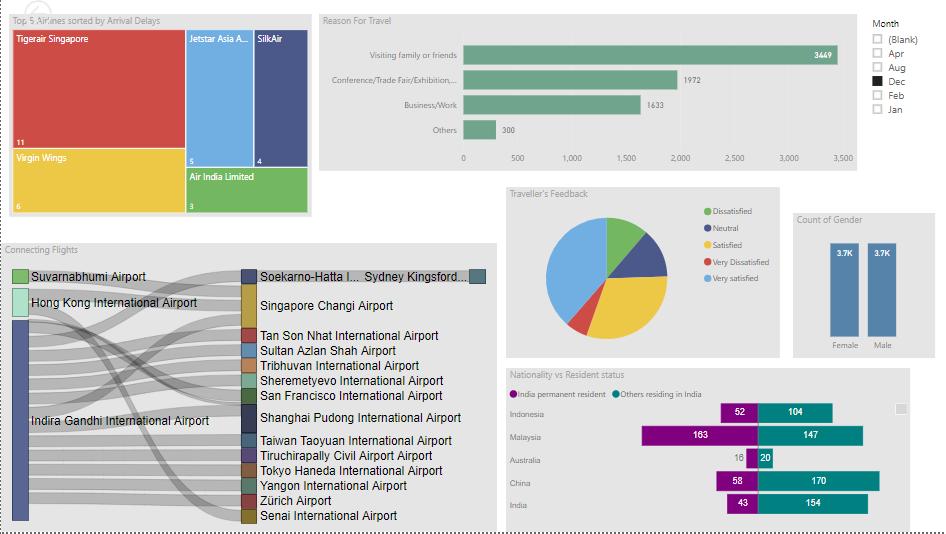 Top 5 Airlines sorted by Arrival Delays
Tigerair Singapore
11
Jetstar Asia A...
5
SilkAir
4
Virgin Wings
6
Air India Limited
3
Reason For Travel
Visiting family or friends
3449
Conference/Trade Fair/Exhibition,...
1972
Business/Work
1633
Others
300
0 500 1,000 1,500 2,000 2,500 3,000 3,500
Month
(Blank)
Apr
Aug
Dec
Feb
Jan
Traveller's Feedback
Dissatisfied
Neutral
Satisfied
Very Dissatisfied
Very satisfied
Count of Gender
3.7K 3.7K
Female Male
Connecting Flights
Suvarnabhumi Airport
Hong Kong International Airport
Indira Gandhi International Airport
Soekarno-Hatta I... Sydney Kingsford...
Singapore Changi Airport
Tan Son Nhat International Airport
Sultan Azlan Shah Airport
Tribhuvan International Airport
Sheremetyevo International Airport
San Francisco International Airport
Shanghai Pudong International Airport
Taiwan Taoyuan International Airport
Tiruchirapally Civil Airport Airport
Tokyo Haneda International Airport
Yangon International Airport
Zürich Airport
Senai International Airport
Nationality vs Resident status
India permanent resident Others residing in India
Indonesia 52 104
Malaysia 163 147
Australia 16 20
China 58 170
India 43 154